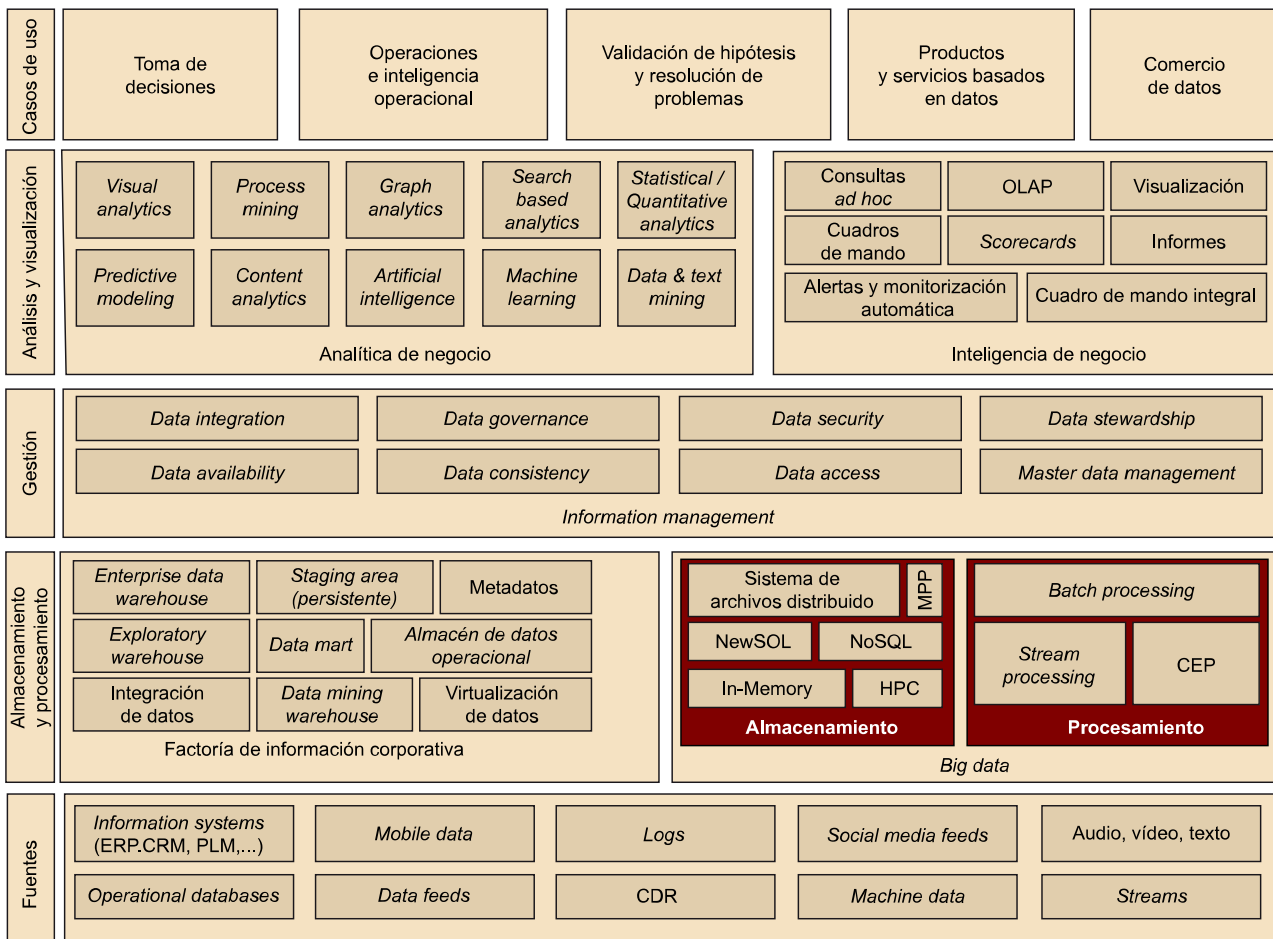 Casos de uso
Toma de
decisiones
Operaciones
e inteligencia
operacional
Validación de hipótesis
y resolución de
problemas
Productos
y servicios basados
en datos
Comercio
de datos
Análisis y visualización
Visual
analytics
Process
mining
Graph
analytics
Search
based
analytics
Statistical /
Quantitative
analytics
Predictive
modeling
Content
analytics
Artificial
intelligence
Machine
learning
Data & text
mining
Analítica de negocio
Consultas
ad hoc
OLAP
Visualización
Cuadros
de mando
Scorecards
Informes
Alertas y monitorización
automática
Cuadro de mando integral
Inteligencia de negocio
Gestión
Data integration
Data governance
Data security
Data stewardship
Data availability
Data consistency
Data access
Master data management
Information management
Almacenamiento
y procesamiento
Enterprise data
warehouse
Staging area
(persistente)
Metadatos
Exploratory
warehouse
Data mart
Almacén de datos
operacional
Integración
de datos
Data mining
warehouse
Virtualización
de datos
Factoría de información corporativa
Sistema de
archivos distribuido
MPP
NewSOL
NoSQL
In-Memory
HPC
Almacenamiento
Batch processing
Stream
processing
CEP
Procesamiento
Big data
Fuentes
Information systems
(ERP.CRM, PLM,...)
Mobile data
Logs
Social media feeds
Audio, vídeo, texto
Operational databases
Data feeds
CDR
Machine data
Streams